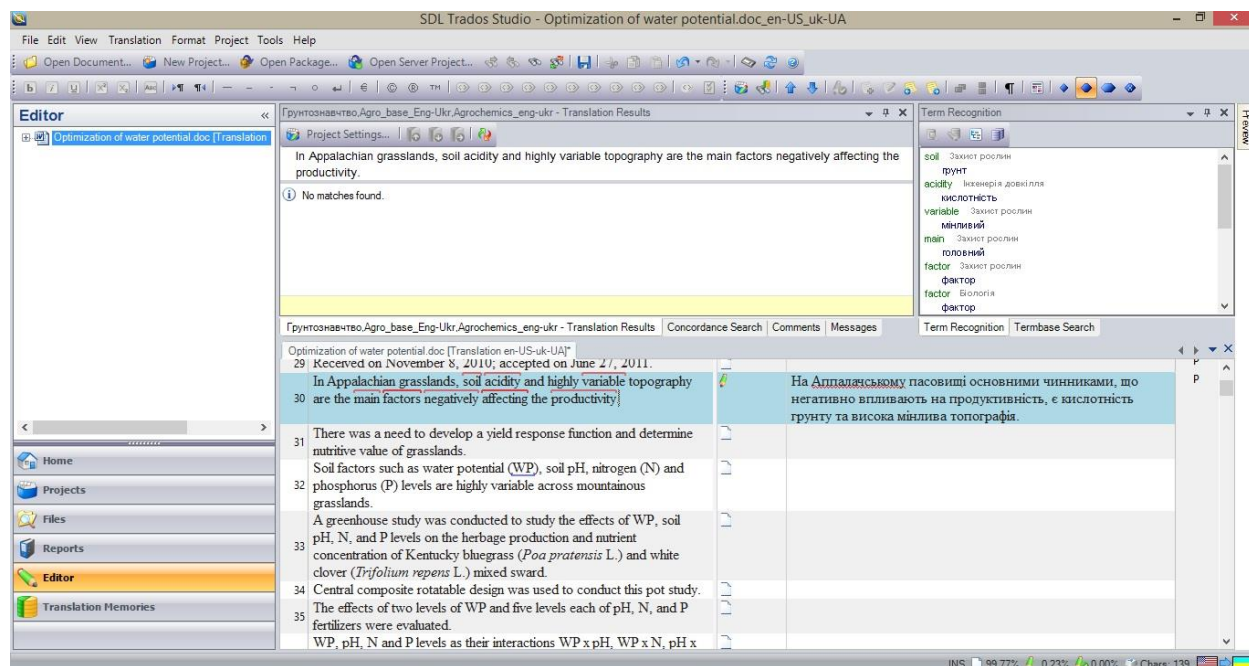 SDL Trados Studio - Optimization of water potential.doc_en-US_uk-UA
File Edit View Translation Format Project Tools Help
Open Document... New Project... Open Package... Open Server Project...
Editor
Optimization of water potential.doc [Translation
Грунтознавчтво,Agro_base_Eng-Ukr,Agrochemics_eng-ukr - Translation Results
Project Settings...
In Appalachian grasslands, soil acidity and highly variable topography are the main factors negatively affecting the
productivity.
No matches found.
Грунтознавчтво,Agro_base_Eng-Ukr,Agrochemics_eng-ukr - Translation Results Concordance Search Comments Messages
Term Recognition
soil Захист рослин
грунт
acidity Інженерія довкілля
кислотність
variable Захист рослин
мінливий
main Захист рослин
головний
factor Захист рослин
фактор
factor Біологія
фактор
Term Recognition Termbase Search
Preview
Optimization of water potential.doc [Translation en-US-uk-UA]*
29 Received on November 8, 2010; accepted on June 27, 2011.
P
In Appalachian grasslands, soil acidity and highly variable topography
30 are the main factors negatively affecting the productivity
На Аппалачському пасовищі основними чинниками, що
негативно впливають на продуктивність, є кислотність
грунту та висока мінлива топографія.
P
31 There was a need to develop a yield response function and determine
nutritive value of grasslands.
Soil factors such as water potential (WP), soil pH, nitrogen (N) and
32 phosphorus (P) levels are highly variable across mountainous
grasslands.
A greenhouse study was conducted to study the effects of WP, soil
pH, N, and P levels on the herbage production and nutrient
33 concentration of Kentucky bluegrass (Poa pratensis L.) and white
clover (Trifolium repens L.) mixed sward.
34 Central composite rotatable design was used to conduct this pot study.
35 The effects of two levels of WP and five levels each of pH, N, and P
fertilizers were evaluated.
WP, pH, N and P levels as their interactions WP x pH, WP x N, pH x
Home
Projects
Files
Reports
Editor
Translation Memories
INS 99.77% 0.23% 0.00% Chars: 139